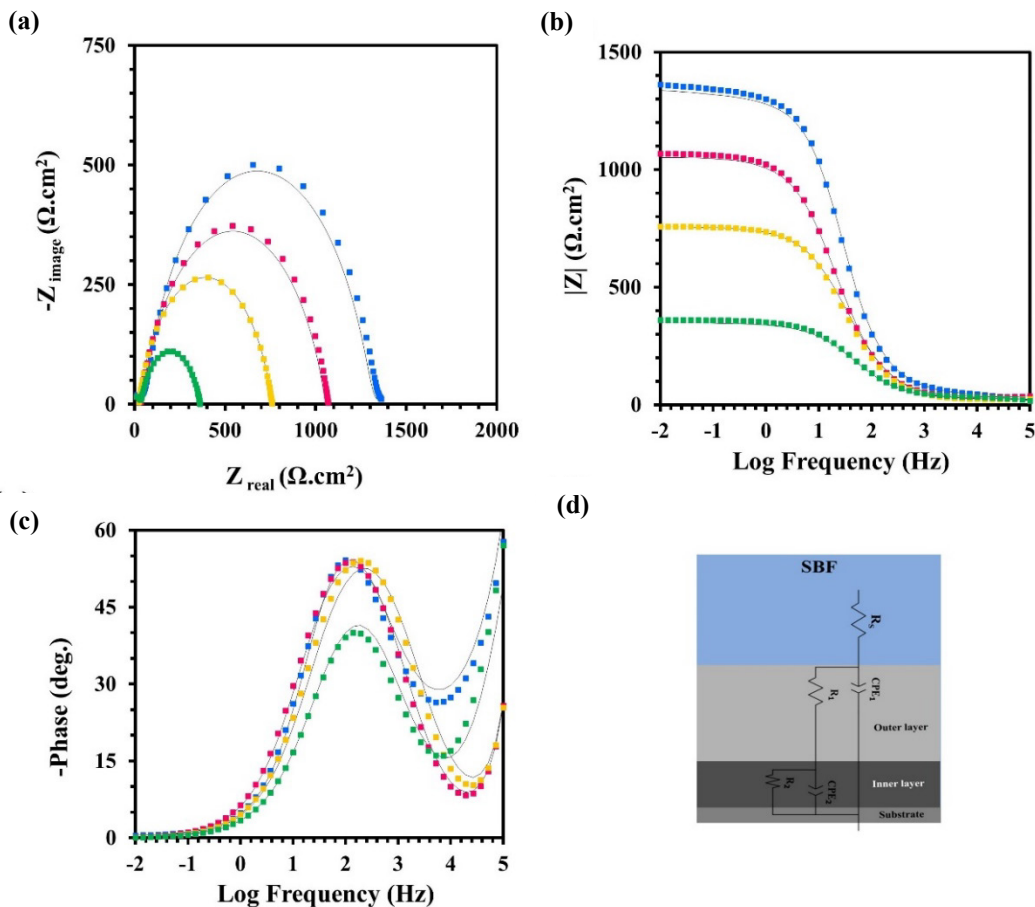 (a)
750
500
250
0
-Z image (Ω.cm²)
0 500 1000 1500 2000
Z real (Ω.cm²)
(b)
1500
1000
500
0
|Z| (Ω.cm²)
-2 -1 0 1 2 3 4 5
Log Frequency (Hz)
(c)
60
45
30
15
0
-Phase (deg.)
-2 -1 0 1 2 3 4 5
Log Frequency (Hz)
(d)
SBF
Rs
R1
CPE1
Outer layer
R2
CPE2
Inner layer
Substrate